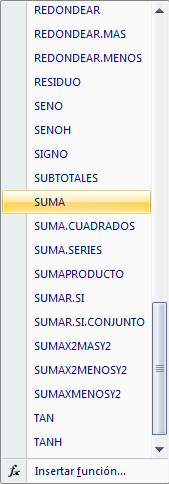 REDONDEAR
REDONDEAR.MAS
REDONDEAR.MENOS
RESIDUO
SENO
SENOH
SIGNO
SUBTOTALES
SUMA
SUMA.CUADRADOS
SUMA.SERIES
SUMAPRODUCTO
SUMAR.SI
SUMAR.SI.CONJUNTO
SUMAX2MASY2
SUMAX2MENOSY2
SUMAXMENOSY2
TAN
TANH
fx Insertar función...